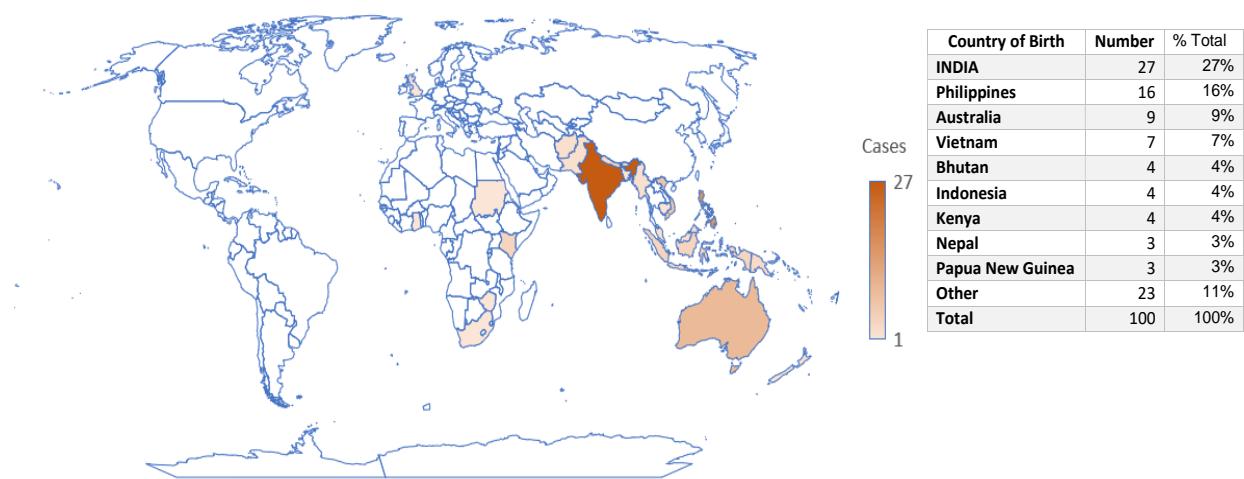 Cases
27
1
Country of Birth Number % Total
INDIA 27 27%
Philippines 16 16%
Australia 9 9%
Vietnam 7 7%
Bhutan 4 4%
Indonesia 4 4%
Kenya 4 4%
Nepal 3 3%
Papua New Guinea 3 3%
Other 23 11%
Total 100 100%